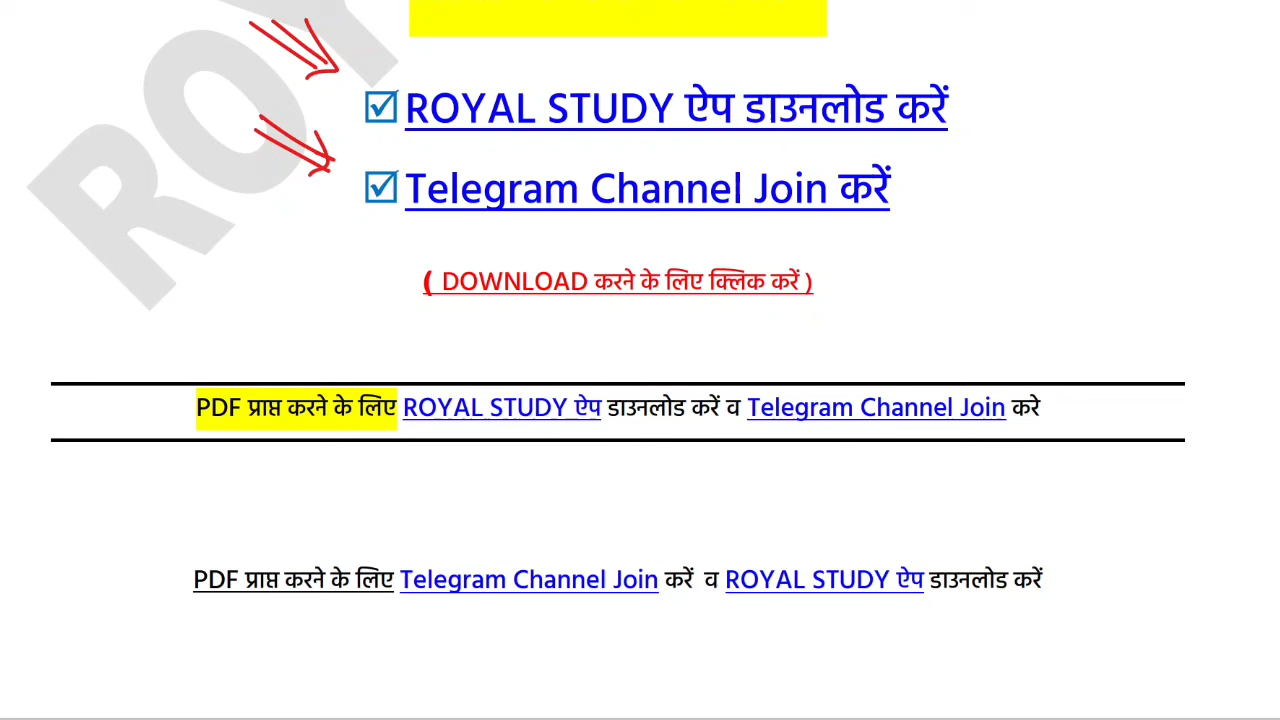 ROY
☑ ROYAL STUDY ऐप डाउनलोड करें
☑ Telegram Channel Join करें
( DOWNLOAD करने के लिए क्लिक करें )
PDF प्राप्त करने के लिए ROYAL STUDY ऐप डाउनलोड करें व Telegram Channel Join करे
PDF प्राप्त करने के लिए Telegram Channel Join करें व ROYAL STUDY ऐप डाउनलोड करें